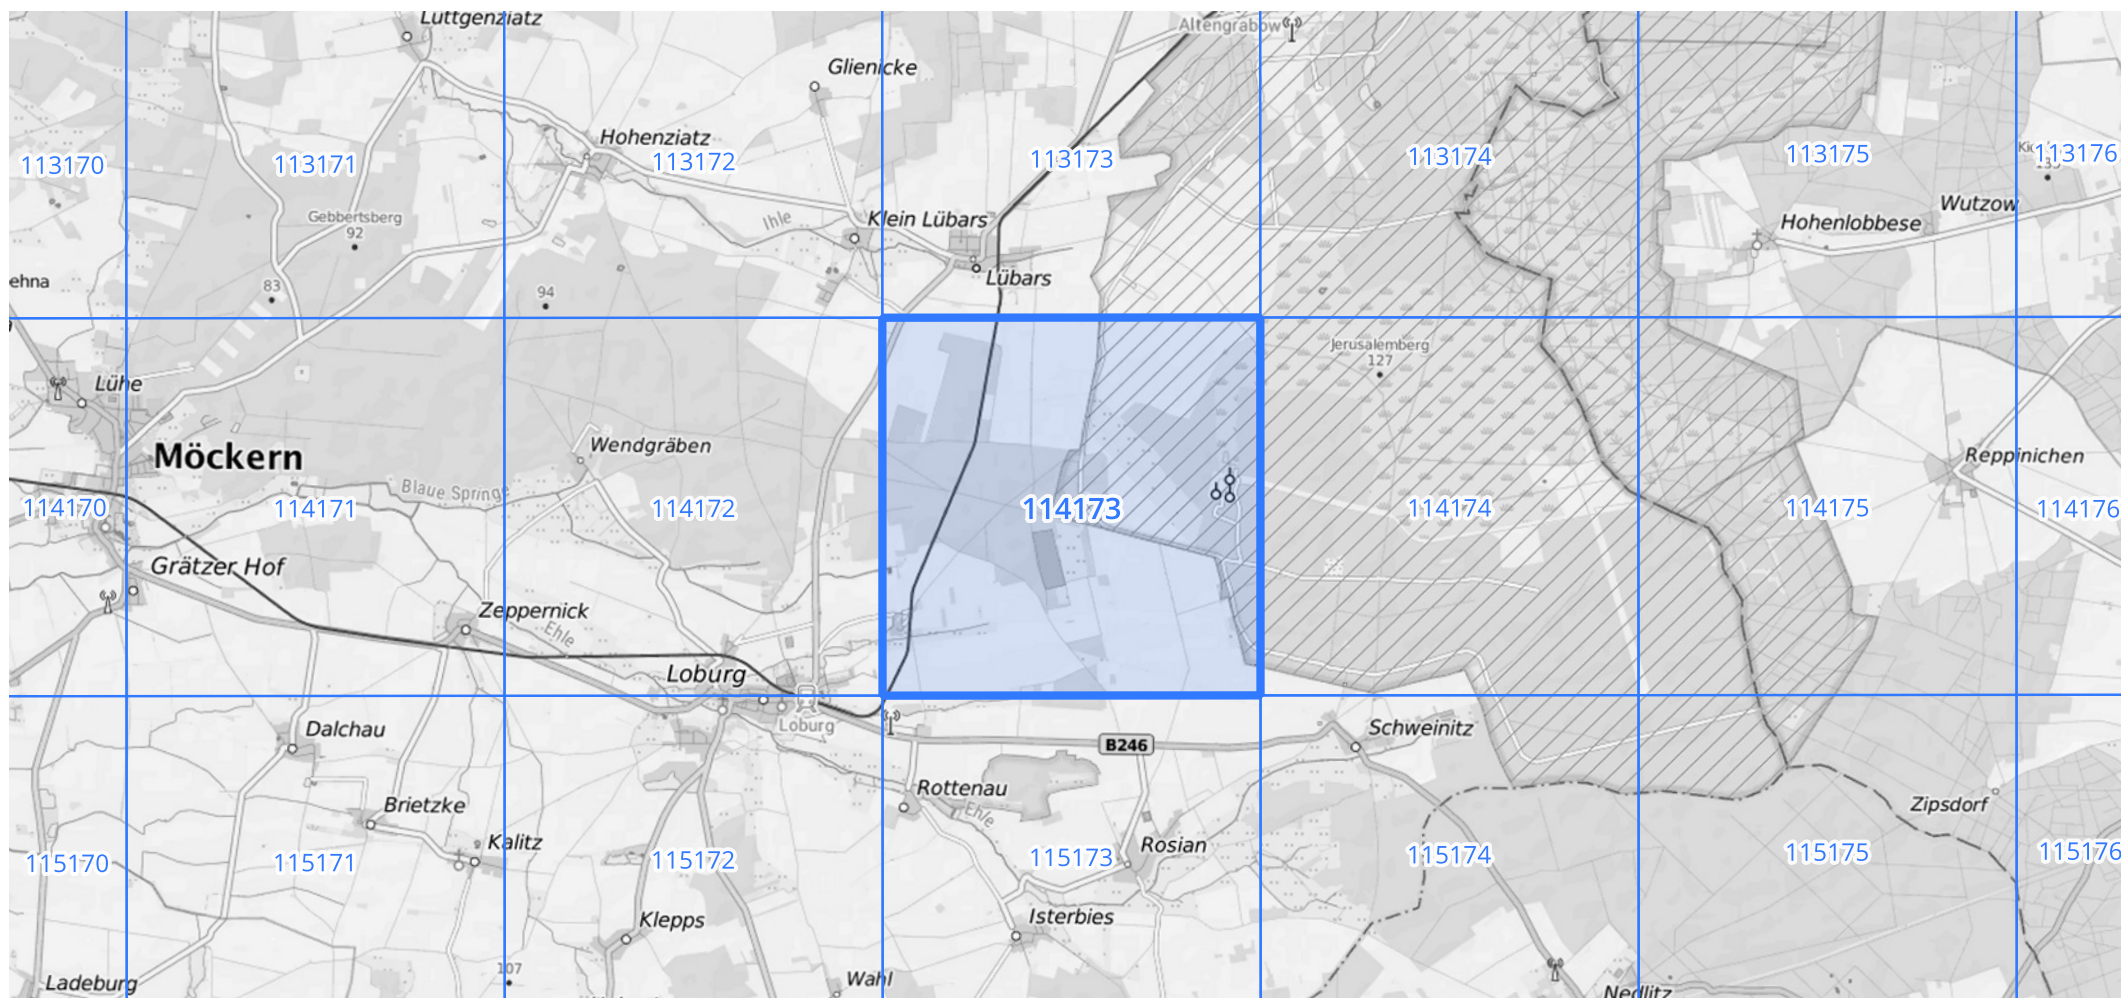 Lüttgenziatz
Altengrabow
Glienicke
Hohenziatz
113170
113171
113172
113173
113174
113175
113176
Gebbertsberg
92
Ihle
Klein Lübars
Wutzow
Hohenlobbese
ehna
83
94
Lübars
Jerusalemberg
127
Lühe
Möckern
Wendgräben
Reppinichen
Blaue Springe
114170
114171
114172
114173
114174
114175
114176
Grätzer Hof
Zeppernick
Ehle
Loburg
Loburg
Dalchau
B246
Schweinitz
Brietzke
Rottenau
Ehle
Zipsdorf
Kalitz
Rosian
115170
115171
115172
115173
115174
115175
115176
Klepps
Isterbies
107
Ladeburg
Wahl
Nedlitz